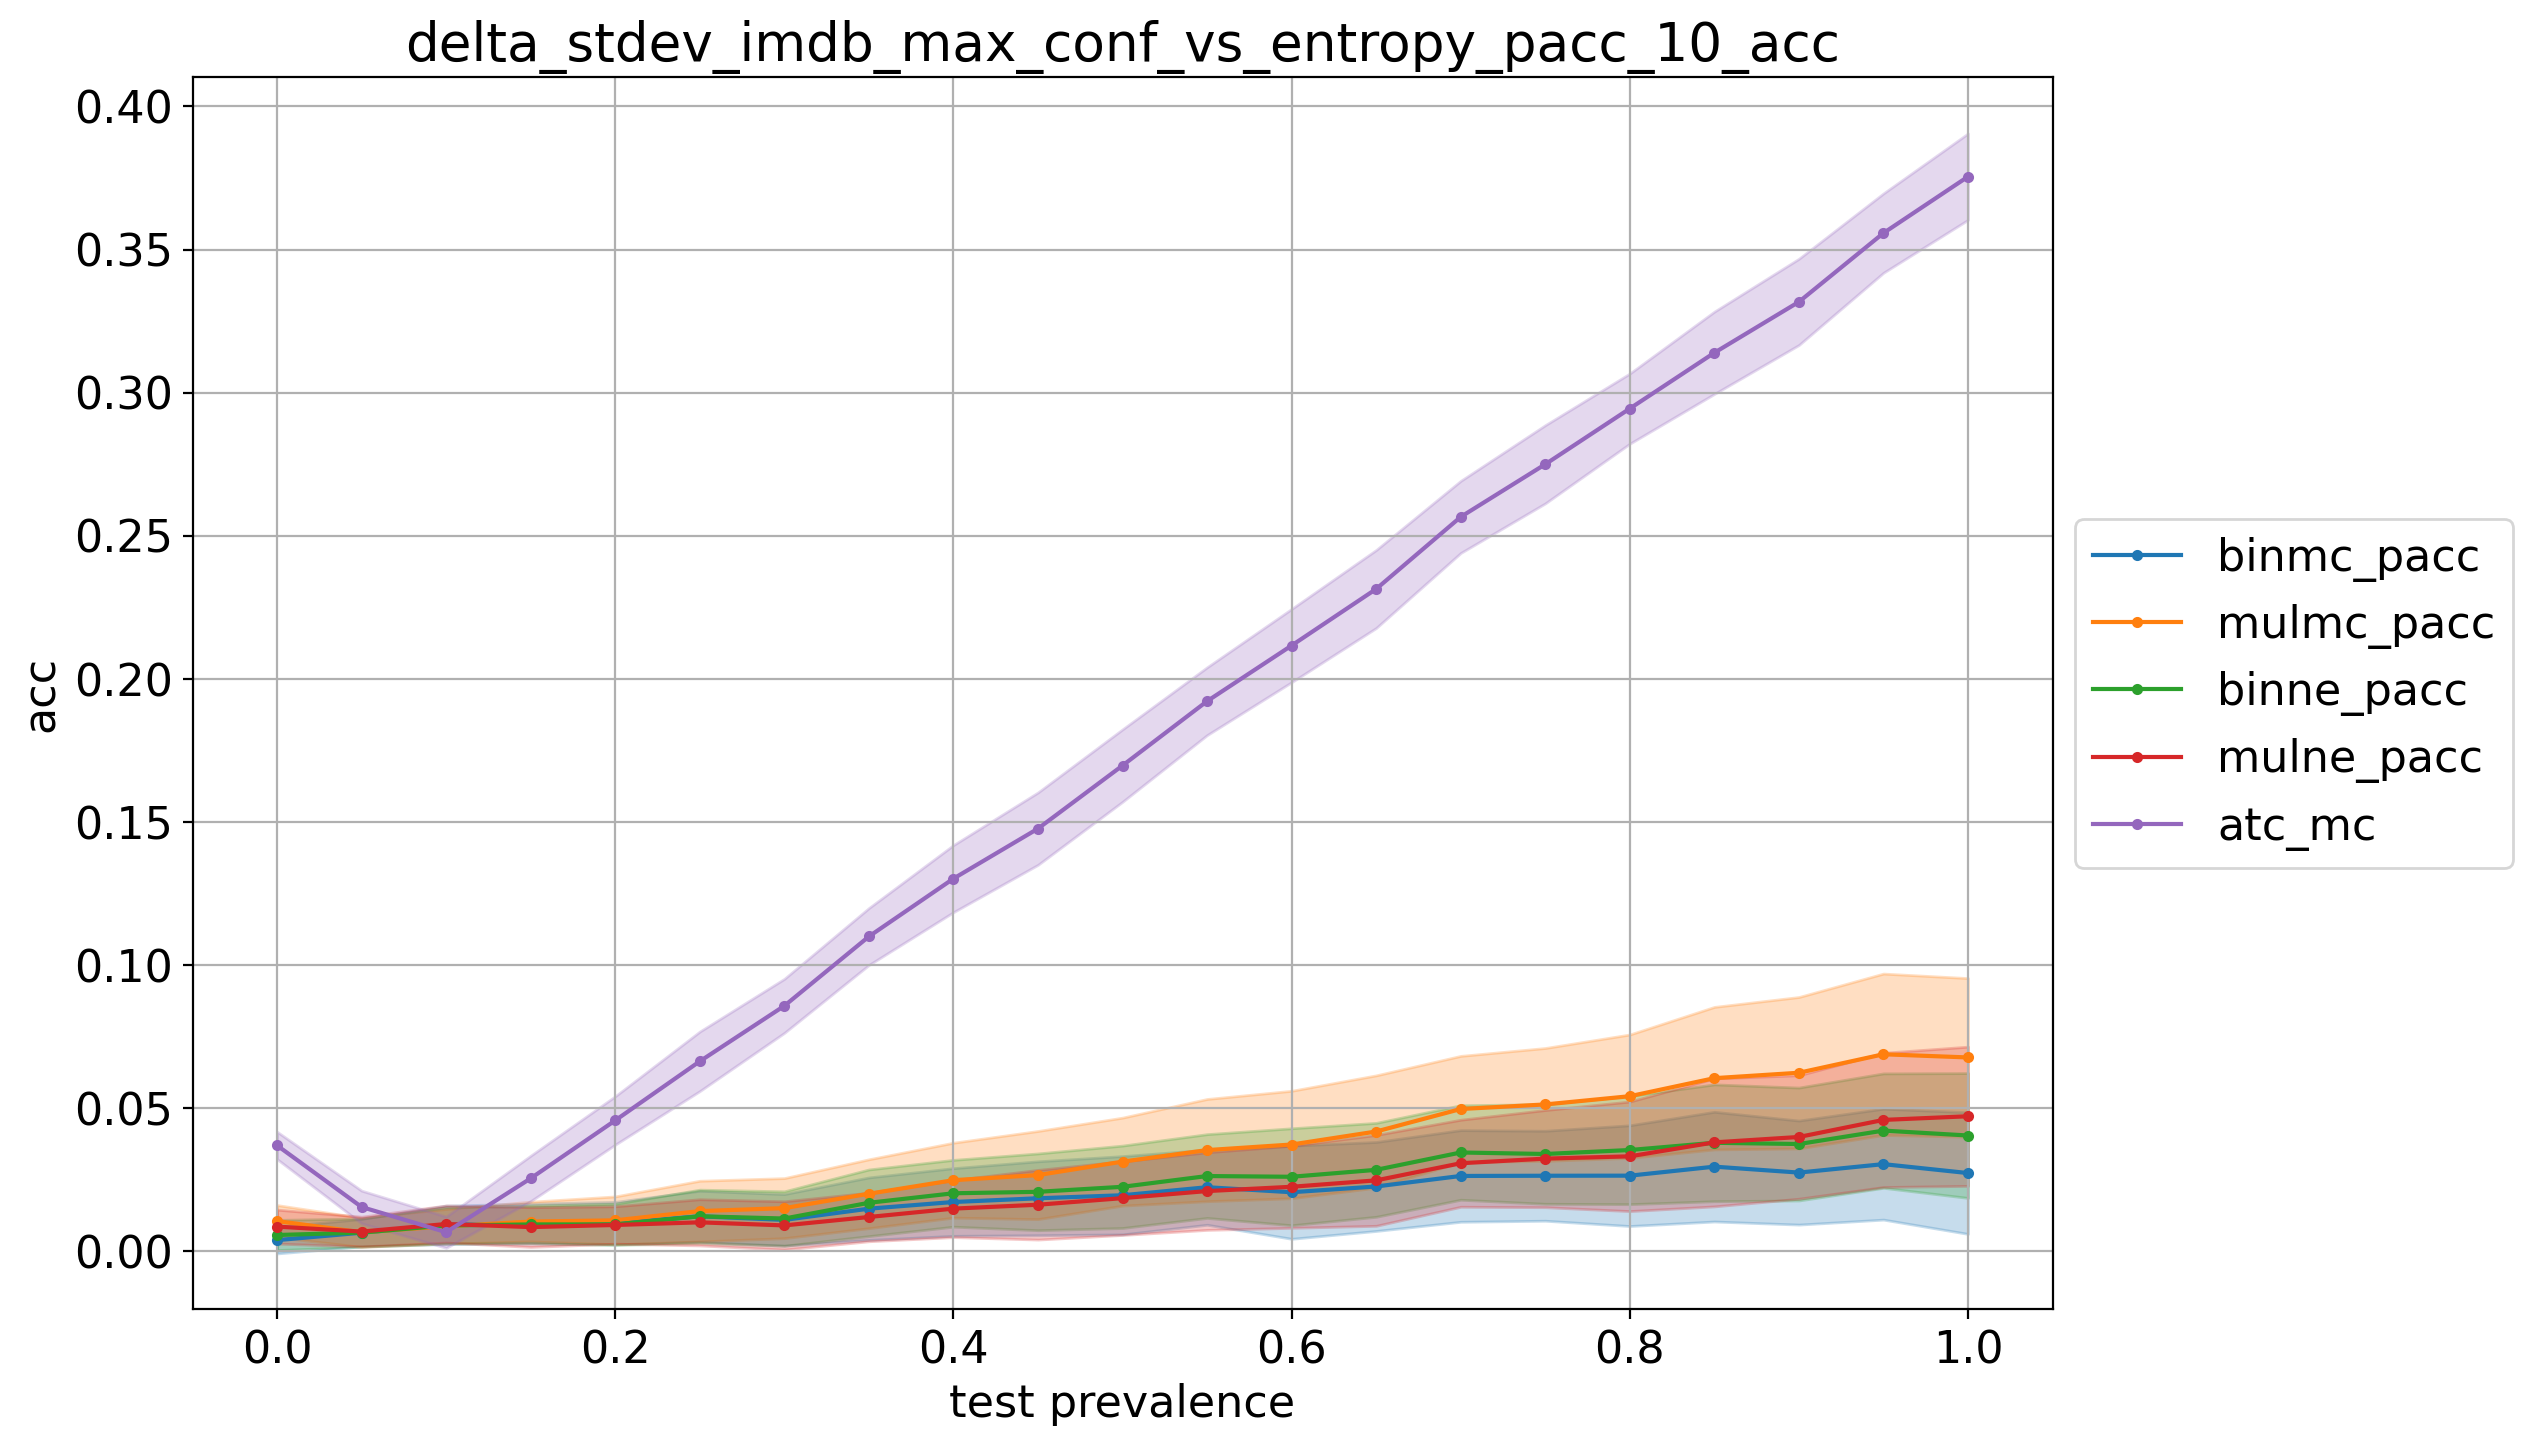 delta_stdev_imdb_max_conf_vs_entropy_pacc_10_acc
0.40
0.35
0.30
0.25
0.20
0.15
0.10
0.05
0.00
acc
0.0 0.2 0.4 0.6 0.8 1.0
test prevalence
binmc_pacc
mulmc_pacc
binne_pacc
mulne_pacc
atc_mc